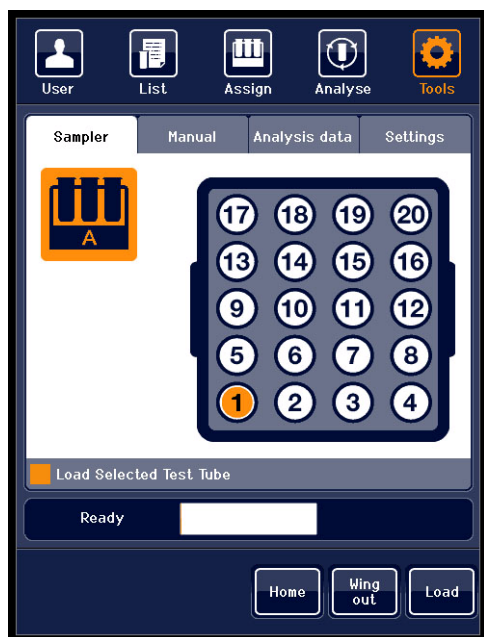 User List Assign Analyse Tools
Sampler Manual Analysis data Settings
A
17 18 19 20
13 14 15 16
9 10 11 12
5 6 7 8
1 2 3 4
Load Selected Test Tube
Ready
Home Wing out Load